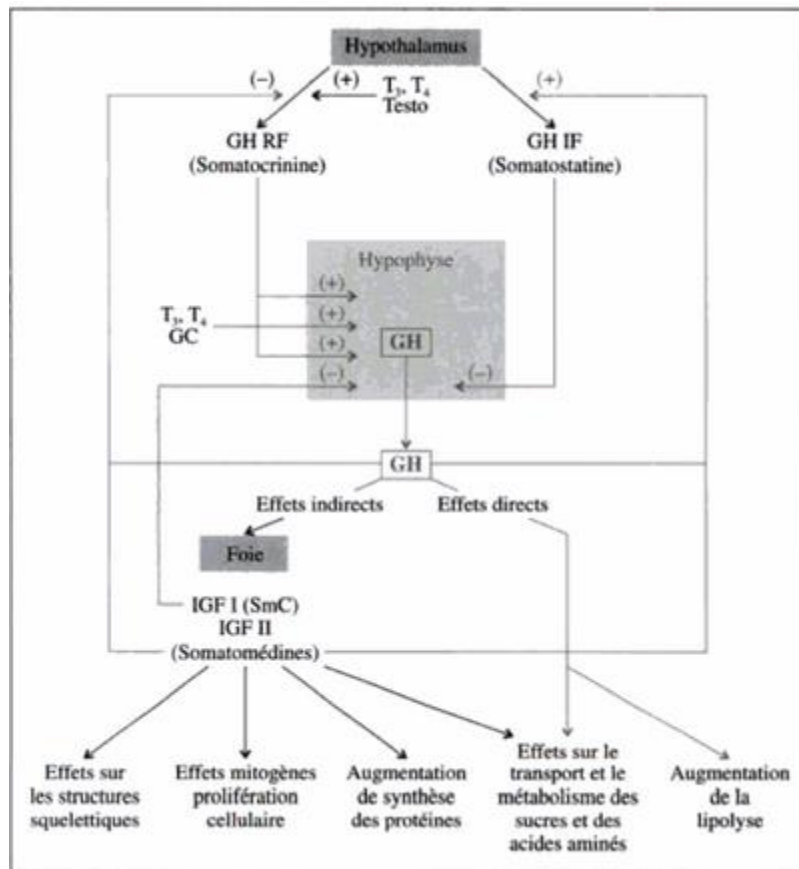 Hypothalamus
(−)
(+)
T3, T4
Testo
(+)
GH RF
(Somatocrinine)
GH IF
(Somatostatine)
Hypophyse
(+)
T3, T4
GC
(+)
(+)
GH
(−)
(−)
GH
Effets indirects
Effets directs
Foie
IGF I (SmC)
IGF II
(Somatomédines)
Effets sur
les structures
squelettiques
Effets mitogènes
prolifération
cellulaire
Augmentation
de synthèse
des protéines
Effets sur le
transport et le
métabolisme des
sucres et des
acides aminés
Augmentation
de la
lipolyse